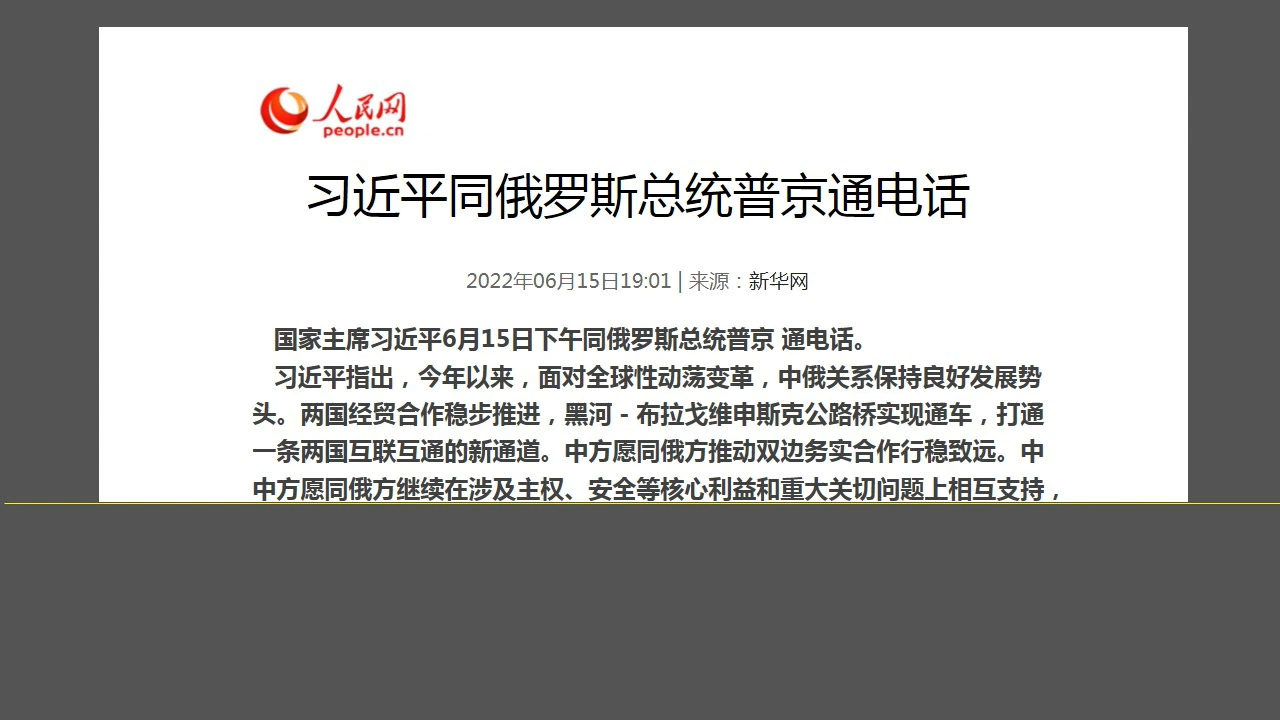 人民网
people.cn
习近平同俄罗斯总统普京通电话
2022年06月15日19:01 | 来源：新华网
国家主席习近平6月15日下午同俄罗斯总统普京 通电话。
习近平指出，今年以来，面对全球性动荡变革，中俄关系保持良好发展势
头。两国经贸合作稳步推进，黑河－布拉戈维申斯克公路桥实现通车，打通
一条两国互联互通的新通道。中方愿同俄方推动双边务实合作行稳致远。中
中方愿同俄方继续在涉及主权、安全等核心利益和重大关切问题上相互支持，